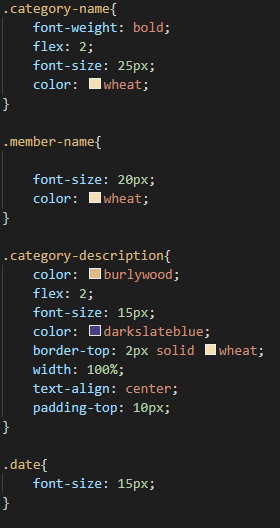 .category-name{
    font-weight: bold;
    flex: 2;
    font-size: 25px;
    color: wheat;
}

.member-name{

    font-size: 20px;
    color: wheat;
}

.category-description{
    color: burlywood;
    flex: 2;
    font-size: 15px;
    color: darkslateblue;
    border-top: 2px solid wheat;
    width: 100%;
    text-align: center;
    padding-top: 10px;
}

.date{
    font-size: 15px;
}